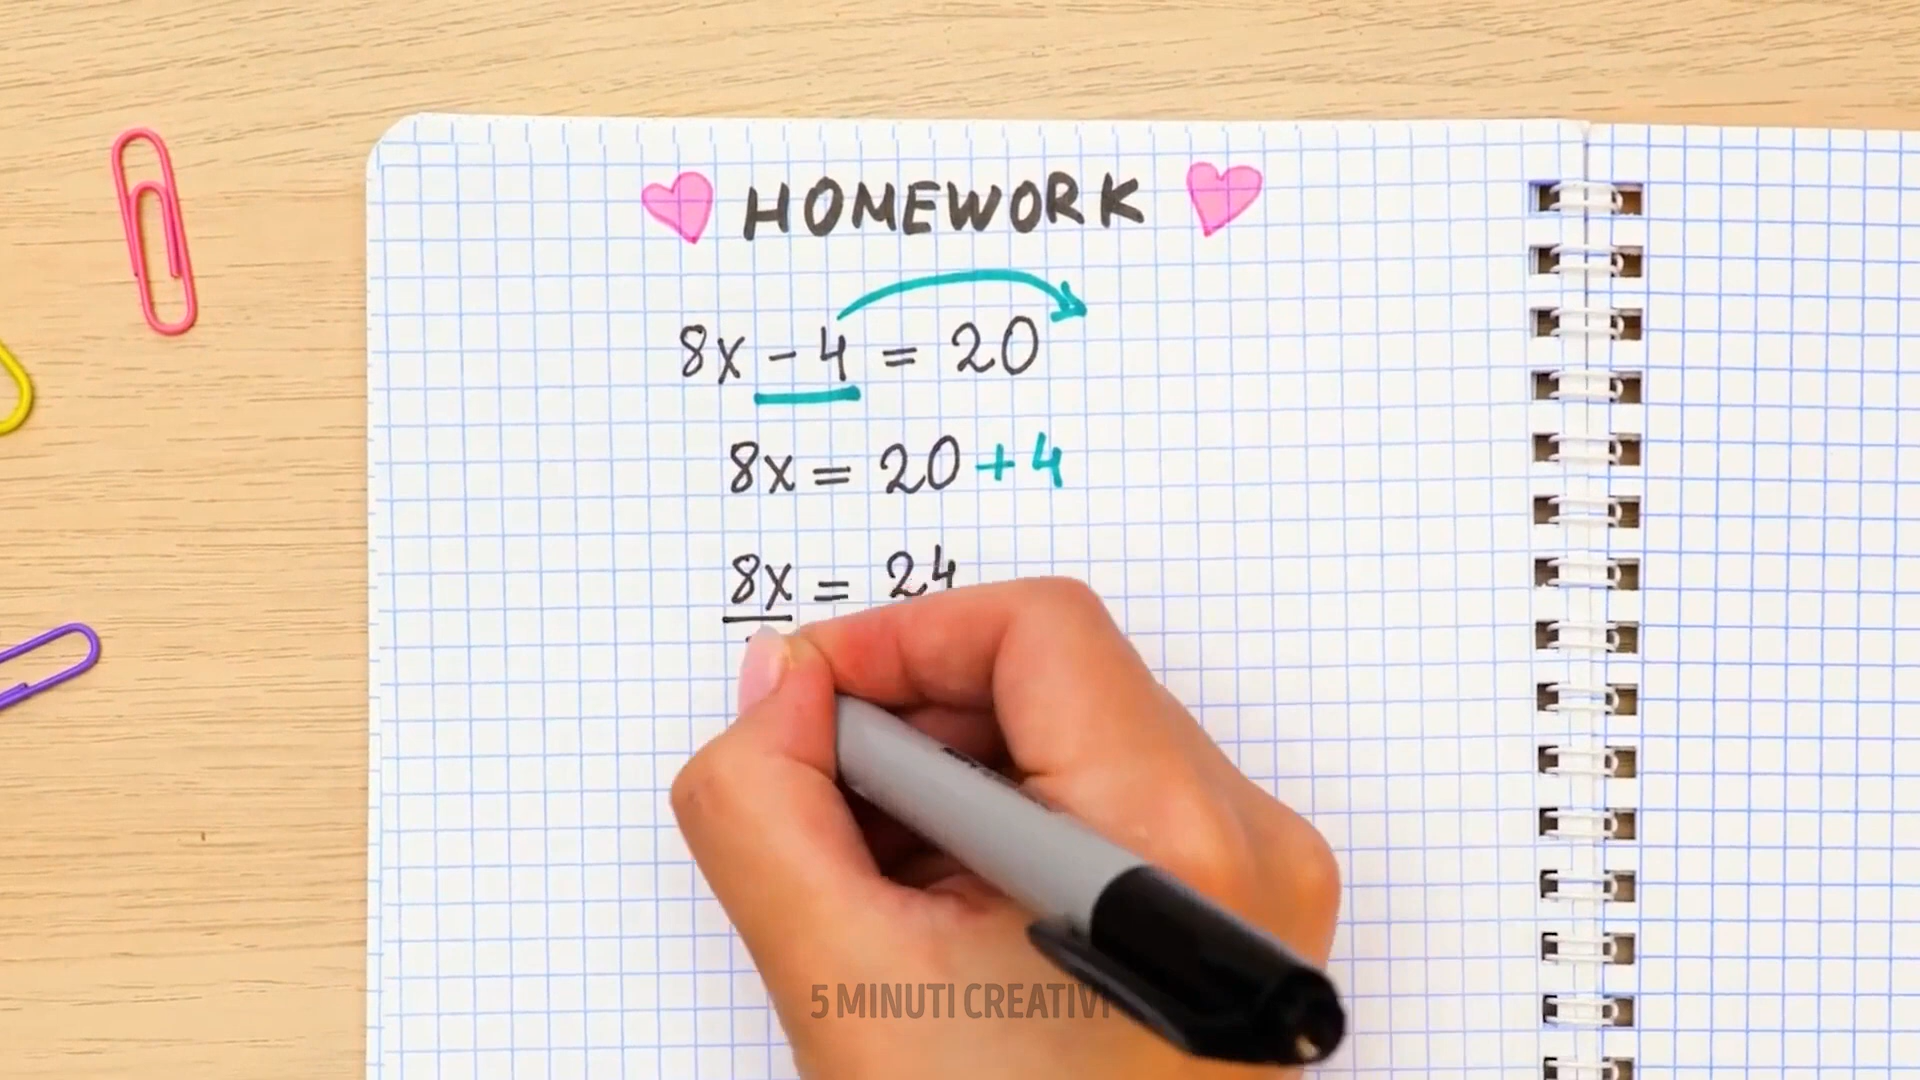 HOMEWORK
8x - 4 = 20
8x = 20 + 4
8x = 24
5 MINUTI CREATIVI